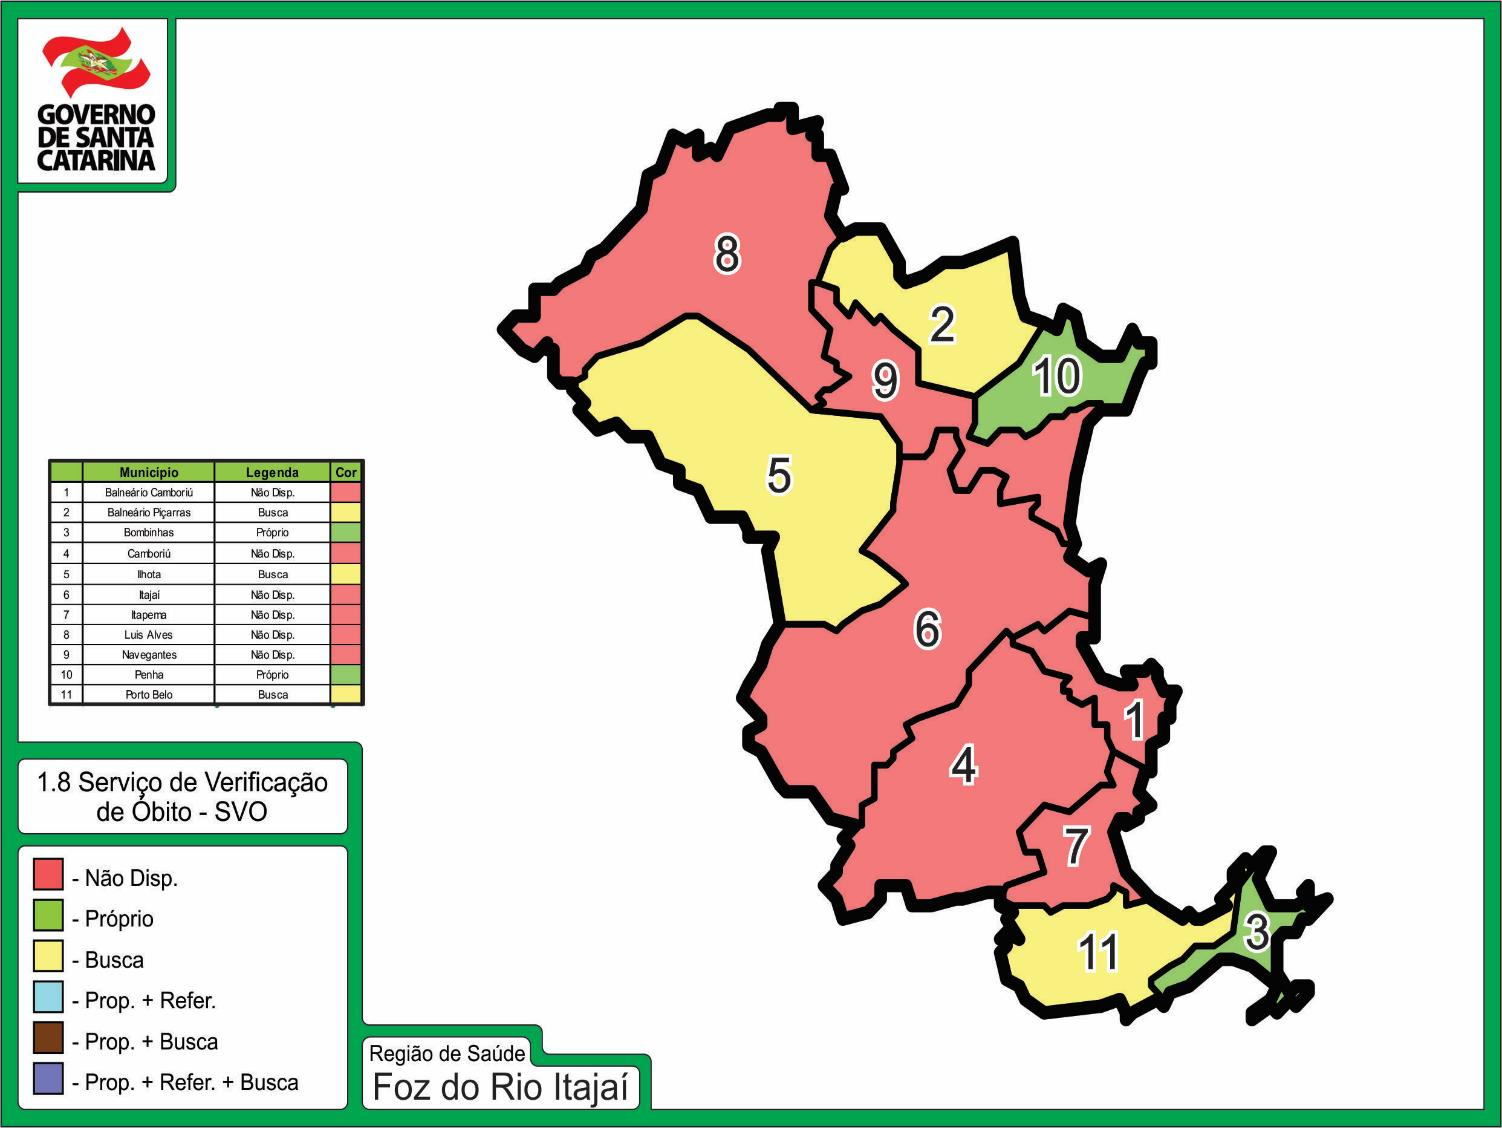 GOVERNO
DE SANTA
CATARINA
8
2
10
9
5
6
1
4
7
3
11
Município Legenda Cor
1 Balneário Camboriú Não Disp.
2 Balneário Piçarras Busca
3 Bombinhas Próprio
4 Camboriú Não Disp.
5 Ilhota Busca
6 Itajaí Não Disp.
7 Itapema Não Disp.
8 Luis Alves Não Disp.
9 Navegantes Não Disp.
10 Penha Próprio
11 Porto Belo Busca
1.8 Serviço de Verificação
de Óbito - SVO
- Não Disp.
- Próprio
- Busca
- Prop. + Refer.
- Prop. + Busca
- Prop. + Refer. + Busca
Região de Saúde
Foz do Rio Itajaí